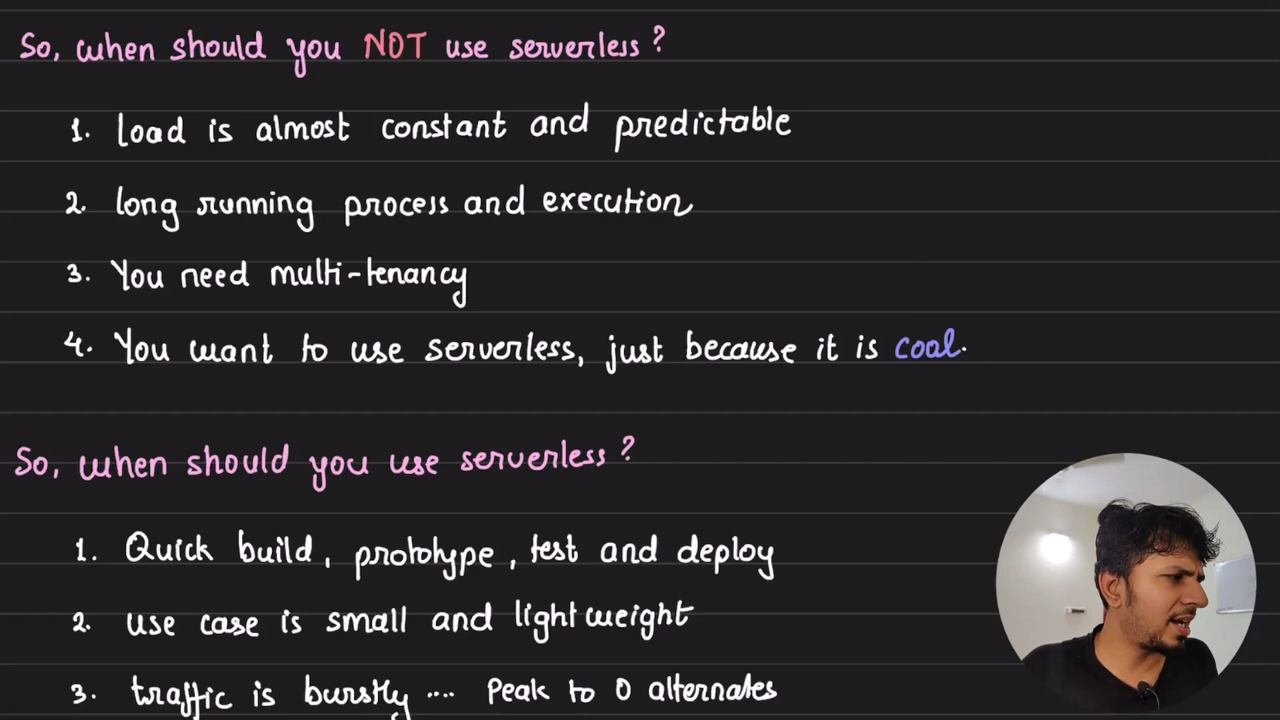 So, when should you NOT use serverless?
1. load is almost constant and predictable
2. long running process and execution
3. You need multi-tenancy
4. You want to use serverless, just because it is cool.
So, when should you use serverless?
1. Quick build, prototype, test and deploy
2. use case is small and lightweight
3. traffic is burstly .... Peak to 0 alternates